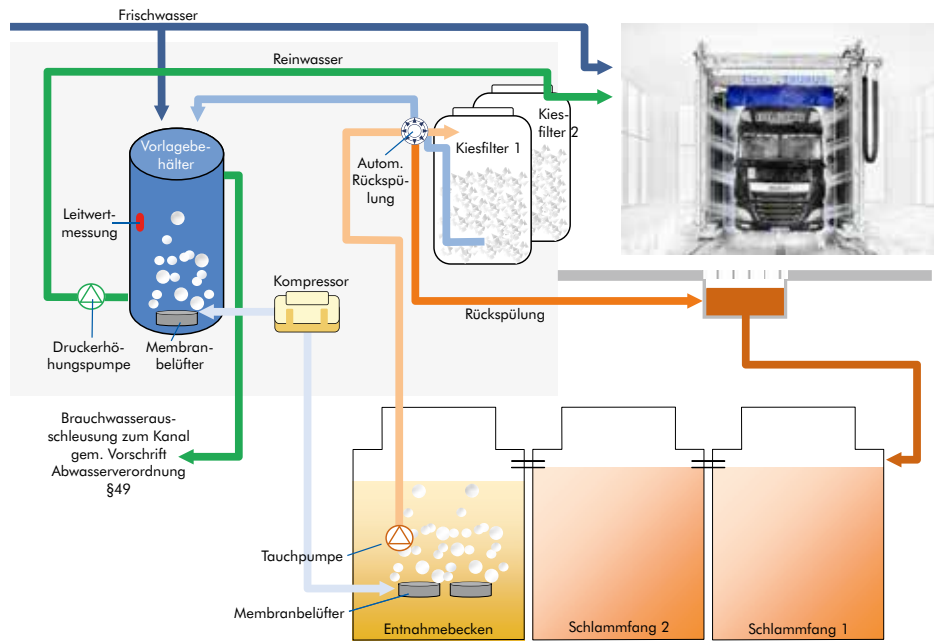 Frischwasser
Reinwasser
Vorlagebe-
hälter
Leitwert-
messung
Druckerhö-
hungspumpe
Membran-
belüfter
Kompressor
Autom.
Rückspü-
lung
Kiesfilter 1
Kies-
filter 2
Rückspülung
Brauchwasseraus-
schleusung zum Kanal
gem. Vorschrift
Abwasserverordnung
§49
Tauchpumpe
Membranbelüfter
Entnahmebecken
Schlammfang 2
Schlammfang 1